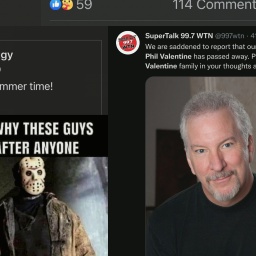 59
114 Comment
gy
mmer time!
WHY THESE GUYS
AFTER ANYONE
SuperTalk 99.7 WTN @997wtn · 4
We are saddened to report that our
Phil Valentine has passed away. P
Valentine family in your thoughts a